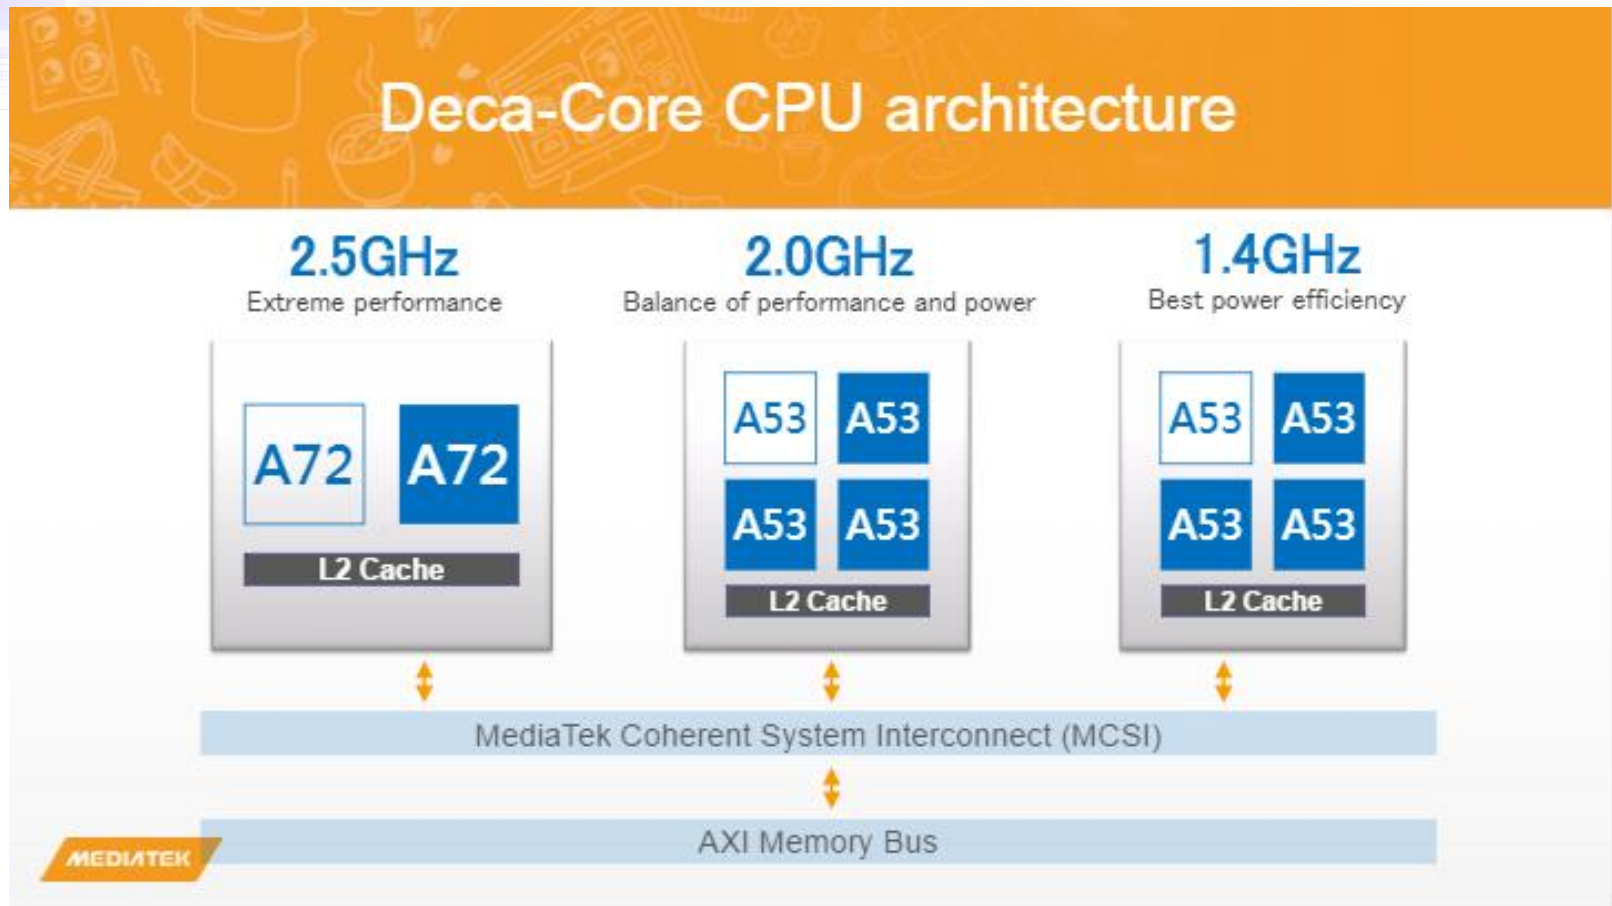 Deca-Core CPU architecture
2.5GHz
Extreme performance
A72 A72
L2 Cache
2.0GHz
Balance of performance and power
A53 A53
A53 A53
L2 Cache
1.4GHz
Best power efficiency
A53 A53
A53 A53
L2 Cache
MediaTek Coherent System Interconnect (MCSI)
AXI Memory Bus
MEDIATEK